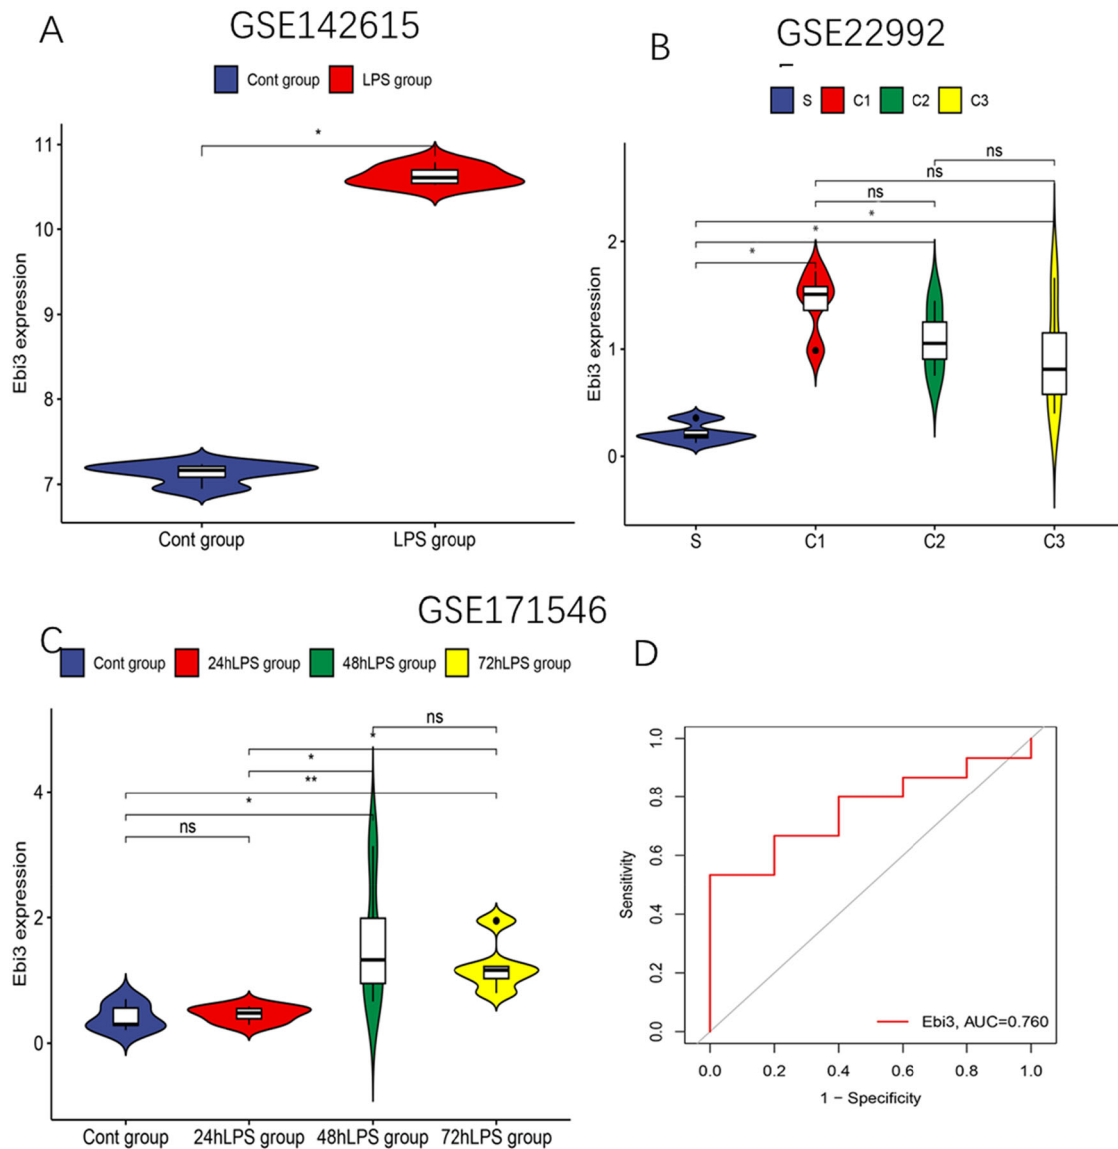 A
GSE142615
Cont group
LPS group
Ebi3 expression
11
10
9
8
7
*
Cont group
LPS group
B
GSE22992
S
C1
C2
C3
Ebi3 expression
2
1
0
ns
ns
ns
*
*
*
S
C1
C2
C3
GSE171546
C
Cont group
24hLPS group
48hLPS group
72hLPS group
Ebi3 expression
4
2
0
ns
*
*
**
*
ns
Cont group
24hLPS group
48hLPS group
72hLPS group
D
Sensitivity
1.0
0.8
0.6
0.4
0.2
0.0
Ebi3, AUC=0.760
0.0 0.2 0.4 0.6 0.8 1.0
1 − Specificity